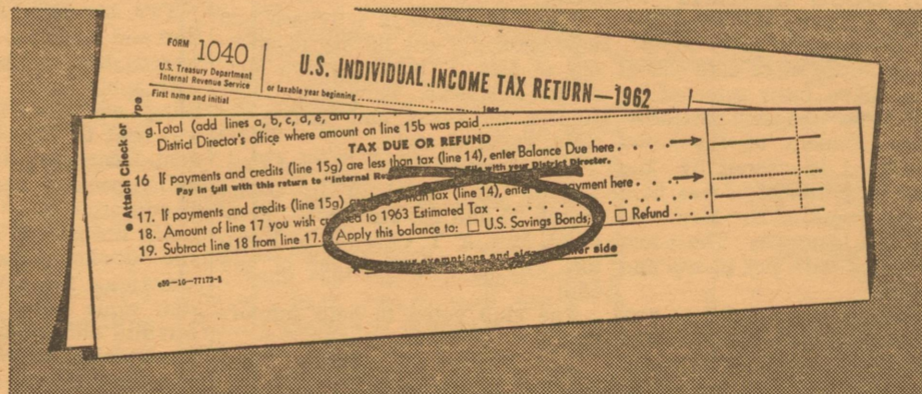 FORM 1040
U.S. Treasury Department
Internal Revenue Service
U.S. INDIVIDUAL INCOME TAX RETURN—1962
or taxable year beginning
First name and initial
Attach Check or
g. Total (add lines a, b, c, d, e, and f)
District Director's office where amount on line 15b was paid
TAX DUE OR REFUND
16 If payments and credits (line 15g) are less than tax (line 14), enter Balance Due here
Pay in full with this return to "Internal with your District Director.
17. If payments and credits (line 15g) than tax (line 14), enter here
18. Amount of line 17 you wish to 1963 Estimated Tax
19. Subtract line 18 from line 17. Apply this balance to: ☐ U.S. Savings Bonds; ☐ Refund
exemptions and side